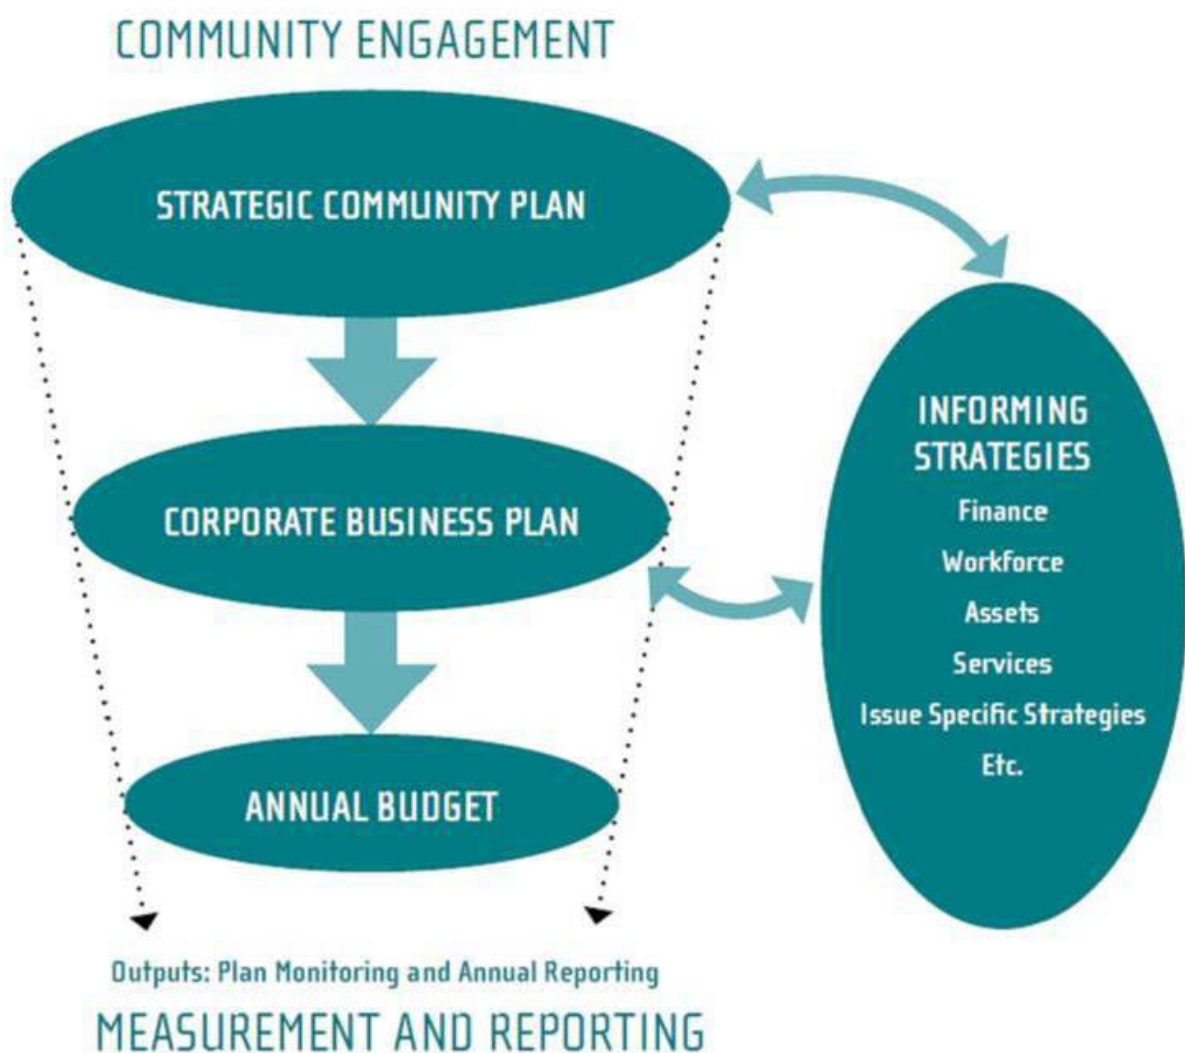 COMMUNITY ENGAGEMENT
STRATEGIC COMMUNITY PLAN
INFORMING
STRATEGIES
Finance
Workforce
Assets
Services
Issue Specific Strategies
Etc.
CORPORATE BUSINESS PLAN
ANNUAL BUDGET
Outputs: Plan Monitoring and Annual Reporting
MEASUREMENT AND REPORTING